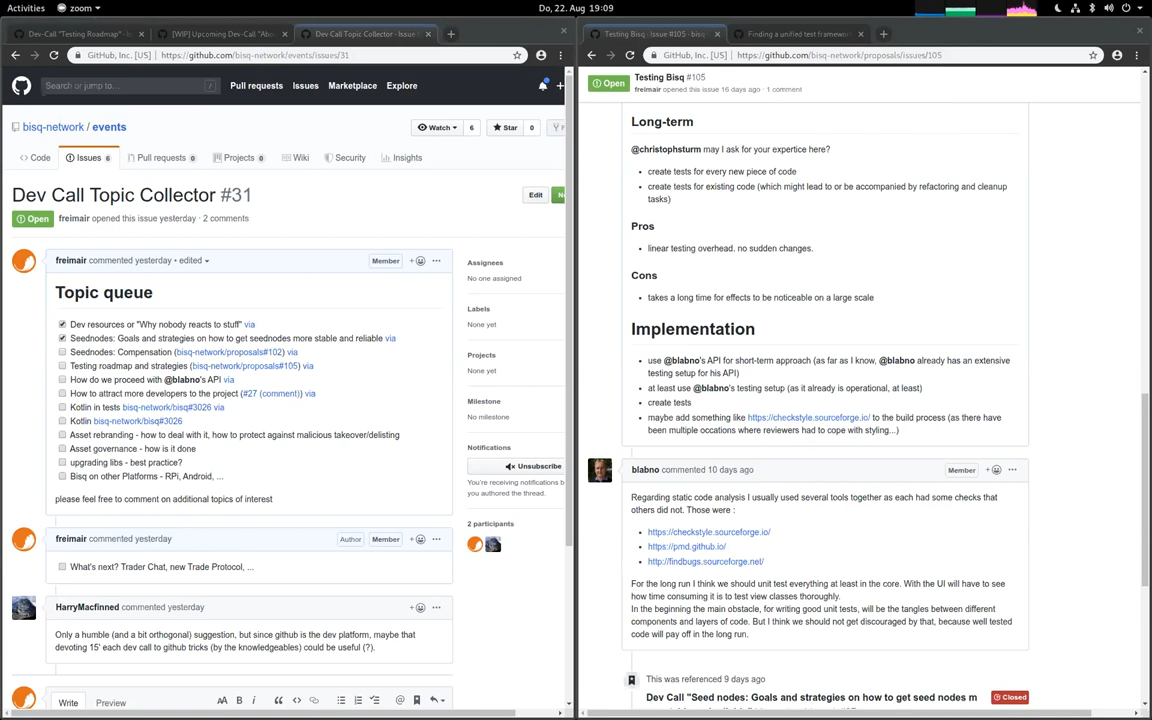 Activities
zoom
Do, 22. Aug 19:09
Dev-Call "Testing Roadmap" - Is
[WIP] Upcoming Dev-Call "Abou
Dev Call Topic Collector · Issue
GitHub, Inc. [US] | https://github.com/bisq-network/events/issues/31
Search or jump to...
/
Pull requests
Issues
Marketplace
Explore
bisq-network / events
Watch 6
Star 0
Code
Issues 6
Pull requests 0
Projects 0
Wiki
Security
Insights
Dev Call Topic Collector #31
Edit
Open
freimair opened this issue yesterday · 2 comments
freimair commented yesterday • edited
Member
Topic queue
Dev resources or "Why nobody reacts to stuff" via
Seednodes: Goals and strategies on how to get seednodes more stable and reliable via
Seednodes: Compensation (bisq-network/proposals#102) via
Testing roadmap and strategies (bisq-network/proposals#105) via
How do we proceed with @blabno's API via
How to attract more developers to the project (#27 (comment)) via
Kotlin in tests bisq-network/bisq#3026 via
Kotlin bisq-network/bisq#3026
Asset rebranding - how to deal with it, how to protect against malicious takeover/delisting
Asset governance - how is it done
upgrading libs - best practice?
Bisq on other Platforms - RPi, Android, ...
please feel free to comment on additional topics of interest
freimair commented yesterday
Author
Member
What's next? Trader Chat, new Trade Protocol, ...
HarryMacfinned commented yesterday
Only a humble (and a bit orthogonal) suggestion, but since github is the dev platform, maybe that
devoting 15' each dev call to github tricks (by the knowledgeables) could be useful (?).
Write
Preview
AA B i
Assignees
No one assigned
Labels
None yet
Projects
None yet
Milestone
No milestone
Notifications
Unsubscribe
You're receiving notifications b
you authored the thread.
2 participants
Testing Bisq · Issue #105 · bis
Finding a unified test framework
GitHub, Inc. [US] | https://github.com/bisq-network/proposals/issues/105
Open
Testing Bisq #105
freimair opened this issue 16 days ago · 1 comment
Long-term
@christophsturm may I ask for your expertice here?
create tests for every new piece of code
create tests for existing code (which might lead to or be accompanied by refactoring and cleanup
tasks)
Pros
linear testing overhead. no sudden changes.
Cons
takes a long time for effects to be noticeable on a large scale
Implementation
use @blabno's API for short-term approach (as far as I know, @blabno already has an extensive
testing setup for his API)
at least use @blabno's testing setup (as it already is operational, at least)
create tests
maybe add something like https://checkstyle.sourceforge.io/ to the build process (as there have
been multiple occations where reviewers had to cope with styling...)
blabno commented 10 days ago
Member
Regarding static code analysis I usually used several tools together as each had some checks that
others did not. Those were :
https://checkstyle.sourceforge.io/
https://pmd.github.io/
http://findbugs.sourceforge.net/
For the long run I think we should unit test everything at least in the core. With the UI will have to see
how time consuming it is to test view classes thoroughly.
In the beginning the main obstacle, for writing good unit tests, will be the tangles between different
components and layers of code. But I think we should not get discouraged by that, because well tested
code will pay off in the long run.
This was referenced 9 days ago
Dev Call "Seed nodes: Goals and strategies on how to get seed nodes m
Closed